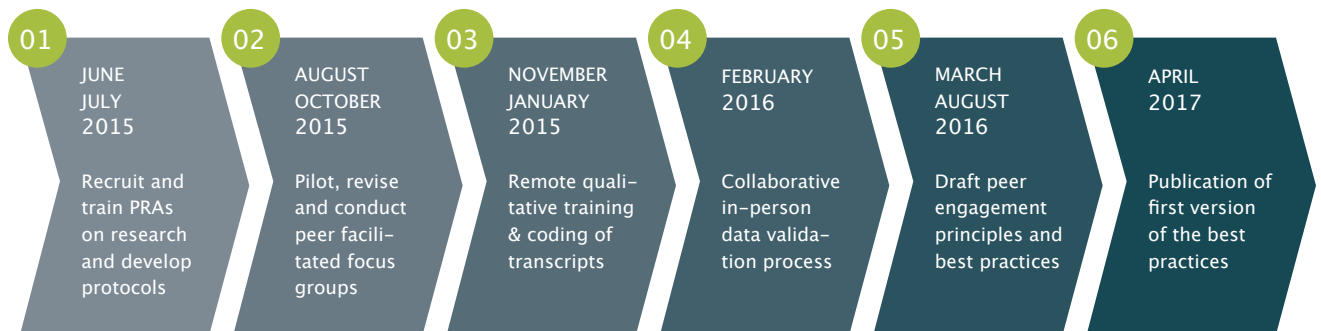 01
JUNE
JULY
2015
Recruit and
train PRAs
on research
and develop
protocols
02
AUGUST
OCTOBER
2015
Pilot, revise
and conduct
peer facili-
tated focus
groups
03
NOVEMBER
JANUARY
2015
Remote quali-
tative training
& coding of
transcripts
04
FEBRUARY
2016
Collaborative
in-person
data valida-
tion process
05
MARCH
AUGUST
2016
Draft peer
engagement
principles and
best practices
06
APRIL
2017
Publication of
first version
of the best
practices